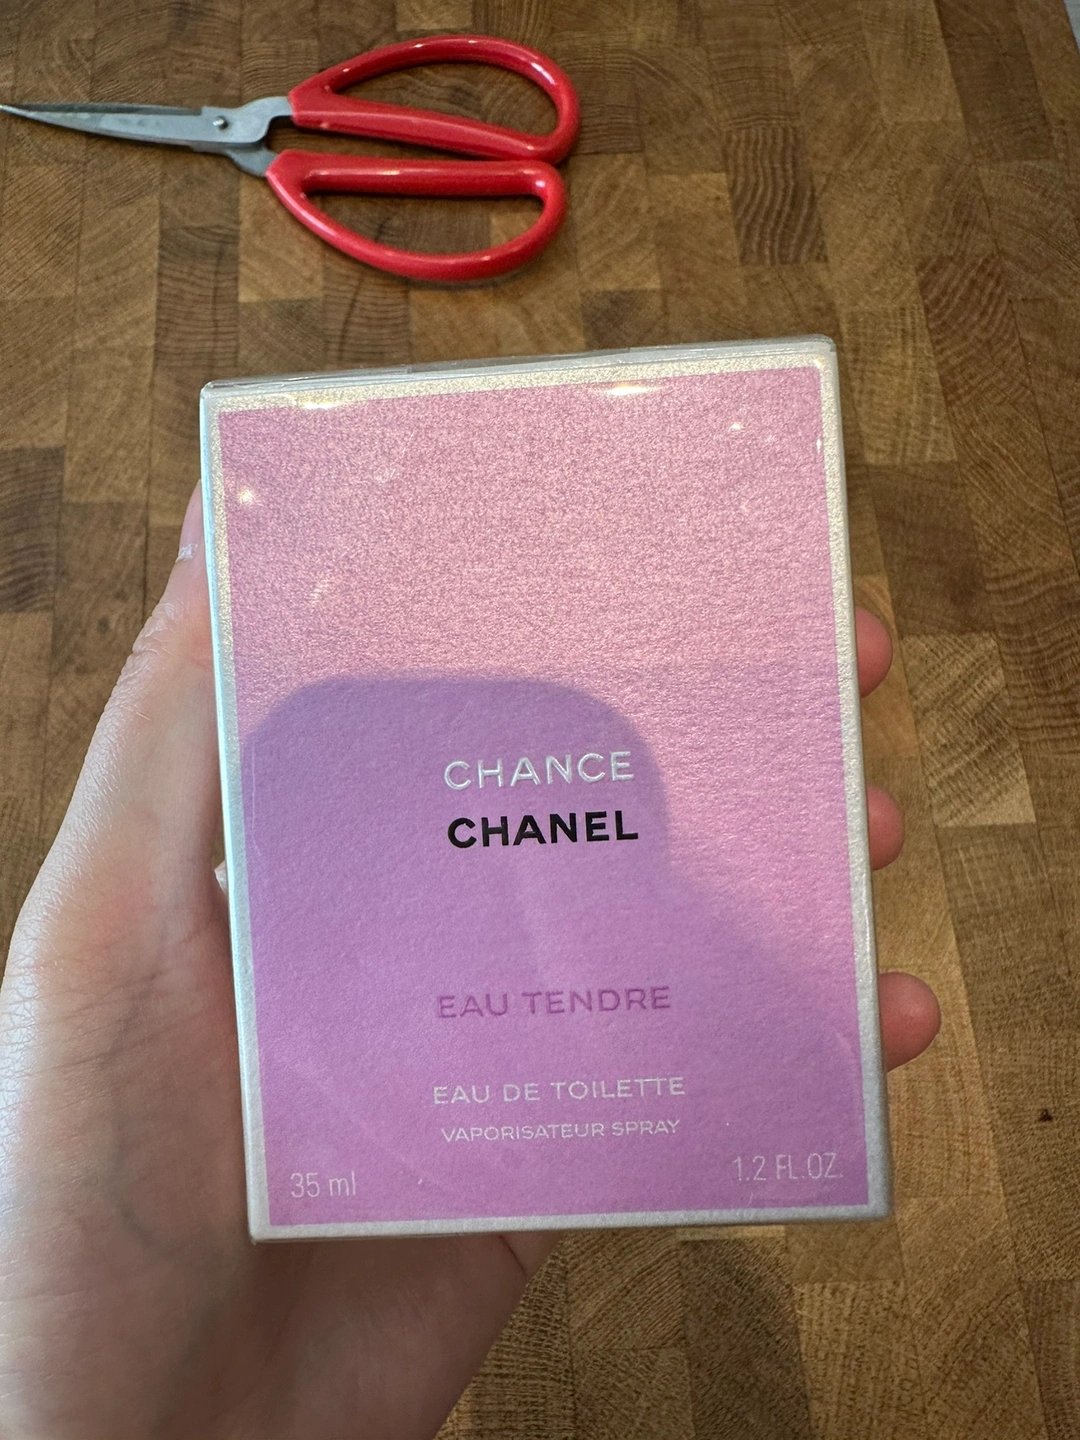 CHANCE
CHANEL
EAU TENDRE
EAU DE TOILETTE
VAPORISATEUR SPRAY
35 ml 1.2 FL.OZ.